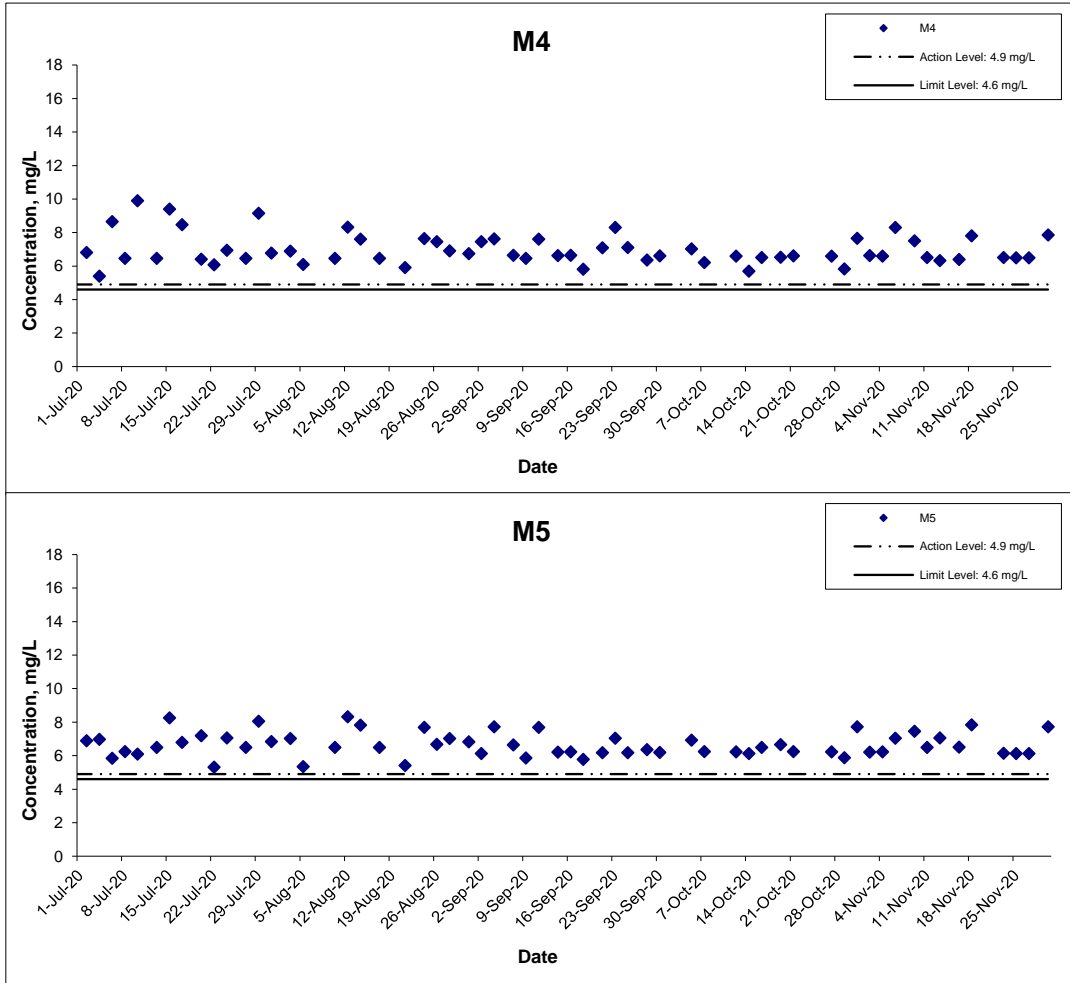 M4
M4
Action Level: 4.9 mg/L
Limit Level: 4.6 mg/L
Concentration, mg/L
18
16
14
12
10
8
6
4
2
0
1-Jul-20
8-Jul-20
15-Jul-20
22-Jul-20
29-Jul-20
5-Aug-20
12-Aug-20
19-Aug-20
26-Aug-20
2-Sep-20
9-Sep-20
16-Sep-20
23-Sep-20
30-Sep-20
7-Oct-20
14-Oct-20
21-Oct-20
28-Oct-20
4-Nov-20
11-Nov-20
18-Nov-20
25-Nov-20
Date
M5
M5
Action Level: 4.9 mg/L
Limit Level: 4.6 mg/L
Concentration, mg/L
18
16
14
12
10
8
6
4
2
0
1-Jul-20
8-Jul-20
15-Jul-20
22-Jul-20
29-Jul-20
5-Aug-20
12-Aug-20
19-Aug-20
26-Aug-20
2-Sep-20
9-Sep-20
16-Sep-20
23-Sep-20
30-Sep-20
7-Oct-20
14-Oct-20
21-Oct-20
28-Oct-20
4-Nov-20
11-Nov-20
18-Nov-20
25-Nov-20
Date